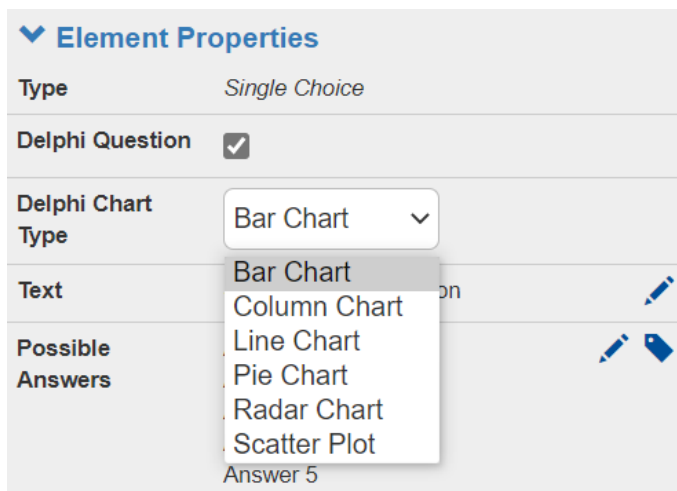 Element Properties
Type Single Choice
Delphi Question
Delphi Chart
Type
Bar Chart
Bar Chart
Column Chart
Line Chart
Pie Chart
Radar Chart
Scatter Plot
Text
on
Possible
Answers
Answer 5